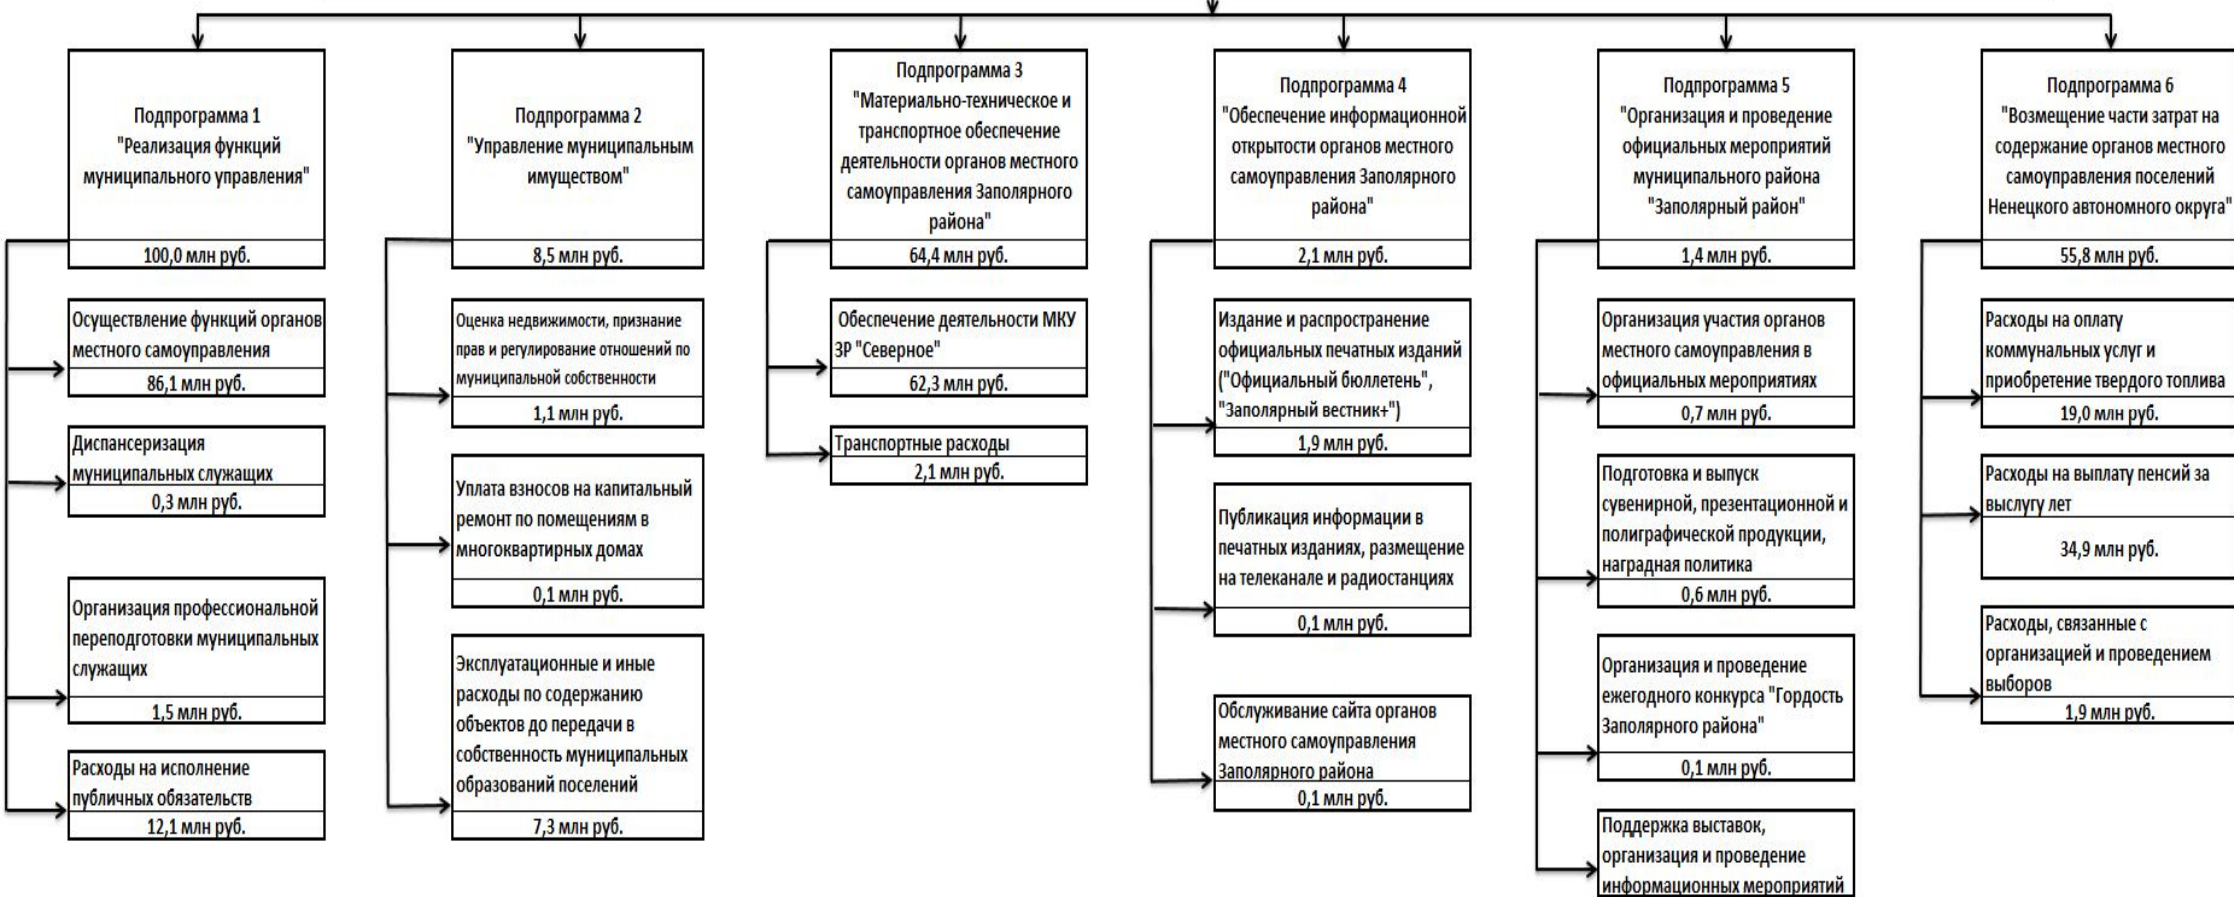 Подпрограмма 1
"Реализация функций
муниципального управления"
100,0 млн руб.
Осуществление функций органов
местного самоуправления
86,1 млн руб.
Диспансеризация
муниципальных служащих
0,3 млн руб.
Организация профессиональной
переподготовки муниципальных
служащих
1,5 млн руб.
Расходы на исполнение
публичных обязательств
12,1 млн руб.
Подпрограмма 2
"Управление муниципальным
имуществом"
8,5 млн руб.
Оценка недвижимости, признание
прав и регулирование отношений по
муниципальной собственности
1,1 млн руб.
Уплата взносов на капитальный
ремонт по помещениям в
многоквартирных домах
0,1 млн руб.
Эксплуатационные и иные
расходы по содержанию
объектов до передачи в
собственность муниципальных
образований поселений
7,3 млн руб.
Подпрограмма 3
"Материально-техническое и
транспортное обеспечение
деятельности органов местного
самоуправления Заполярного
района"
64,4 млн руб.
Обеспечение деятельности МКУ
ЗР "Северное"
62,3 млн руб.
Транспортные расходы
2,1 млн руб.
Подпрограмма 4
"Обеспечение информационной
открытости органов местного
самоуправления Заполярного
района"
2,1 млн руб.
Издание и распространение
официальных печатных изданий
("Официальный бюллетень",
"Заполярный вестник+")
1,9 млн руб.
Публикация информации в
печатных изданиях, размещение
на телеканале и радиостанциях
0,1 млн руб.
Обслуживание сайта органов
местного самоуправления
Заполярного района
0,1 млн руб.
Подпрограмма 5
"Организация и проведение
официальных мероприятий
муниципального района
"Заполярный район"
1,4 млн руб.
Организация участия органов
местного самоуправления в
официальных мероприятиях
0,7 млн руб.
Подготовка и выпуск
сувенирной, презентационной и
полиграфической продукции,
наградная политика
0,6 млн руб.
Организация и проведение
ежегодного конкурса "Гордость
Заполярного района"
0,1 млн руб.
Поддержка выставок,
организация и проведение
информационных мероприятий
Подпрограмма 6
"Возмещение части затрат на
содержание органов местного
самоуправления поселений
Ненецкого автономного округа"
55,8 млн руб.
Расходы на оплату
коммунальных услуг и
приобретение твердого топлива
19,0 млн руб.
Расходы на выплату пенсий за
выслугу лет
34,9 млн руб.
Расходы, связанные с
организацией и проведением
выборов
1,9 млн руб.